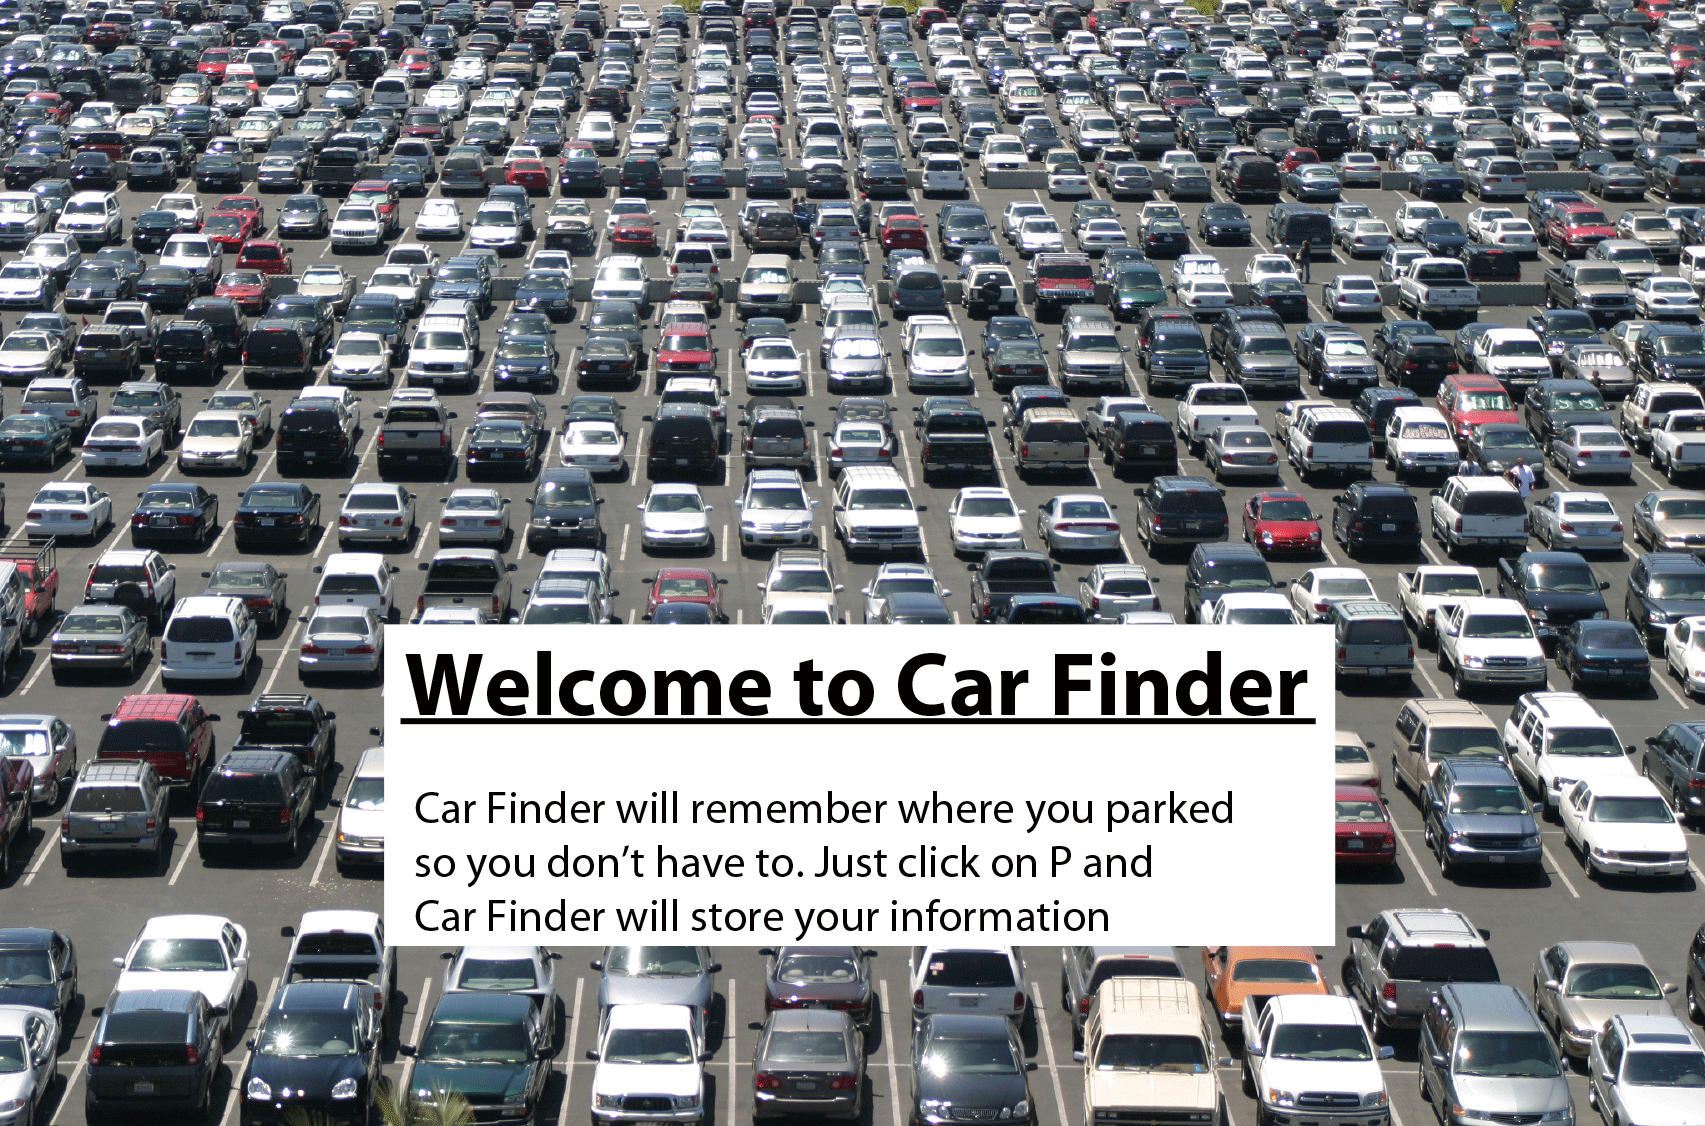 Welcome to Car Finder
Car Finder will remember where you parked
so you don’t have to. Just click on P and
Car Finder will store your information